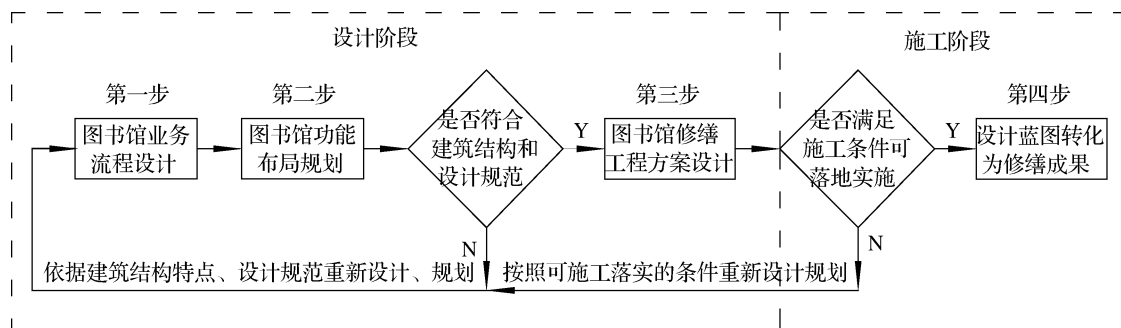 设计阶段
施工阶段
第一步
图书馆业务
流程设计
第二步
图书馆功能
布局规划
是否符合
建筑结构和
设计规范
Y
第三步
图书馆修缮
工程方案设计
是否满足
施工条件可
落地实施
Y
第四步
设计蓝图转化
为修缮成果
N
N
依据建筑结构特点、设计规范重新设计、规划
按照可施工落实的条件重新设计规划